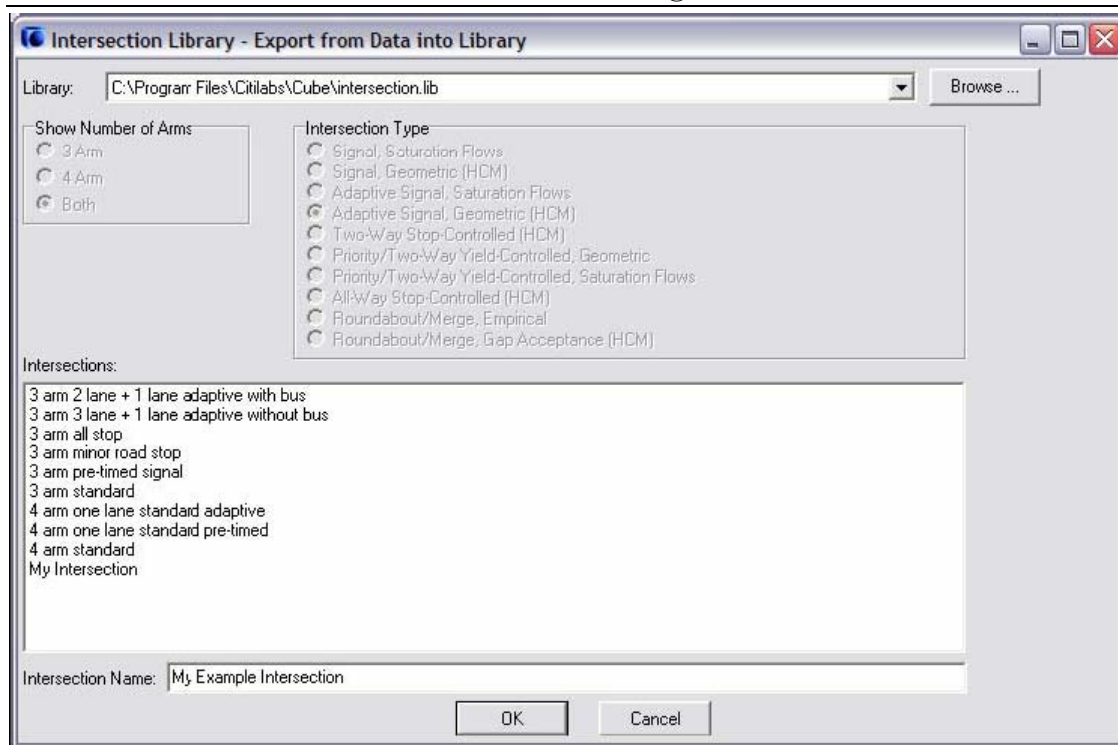 Intersection Library - Export from Data into Library
Library: C:\Program Files\Citilabs\Cube\intersection.lib Browse ...
Show Number of Arms
3 Arm
4 Arm
Both
Intersection Type
Signal, Saturation Flows
Signal, Geometric (HCM)
Adaptive Signal, Saturation Flows
Adaptive Signal, Geometric (HCM)
Two-Way Stop-Controlled (HCM)
Priority/Two-Way Yield-Controlled, Geometric
Priority/Two-Way Yield-Controlled, Saturation Flows
All-Way Stop-Controlled (HCM)
Roundabout/Merge, Empirical
Roundabout/Merge, Gap Acceptance (HCM)
Intersections:
3 arm 2 lane + 1 lane adaptive with bus
3 arm 3 lane + 1 lane adaptive without bus
3 arm all stop
3 arm minor road stop
3 arm pre-timed signal
3 arm standard
4 arm one lane standard adaptive
4 arm one lane standard pre-timed
4 arm standard
My Intersection
Intersection Name: My Example Intersection
OK Cancel